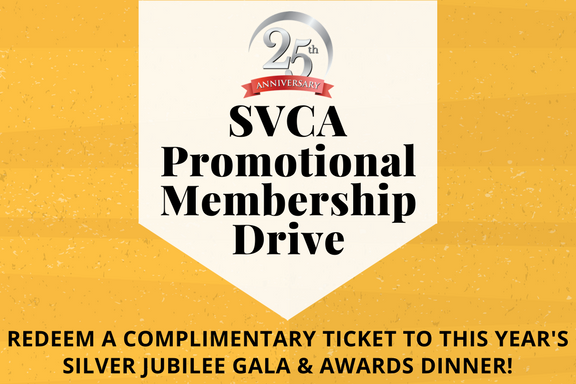 25th
ANNIVERSARY
SVCA
Promotional
Membership
Drive
REDEEM A COMPLIMENTARY TICKET TO THIS YEAR'S
SILVER JUBILEE GALA & AWARDS DINNER!